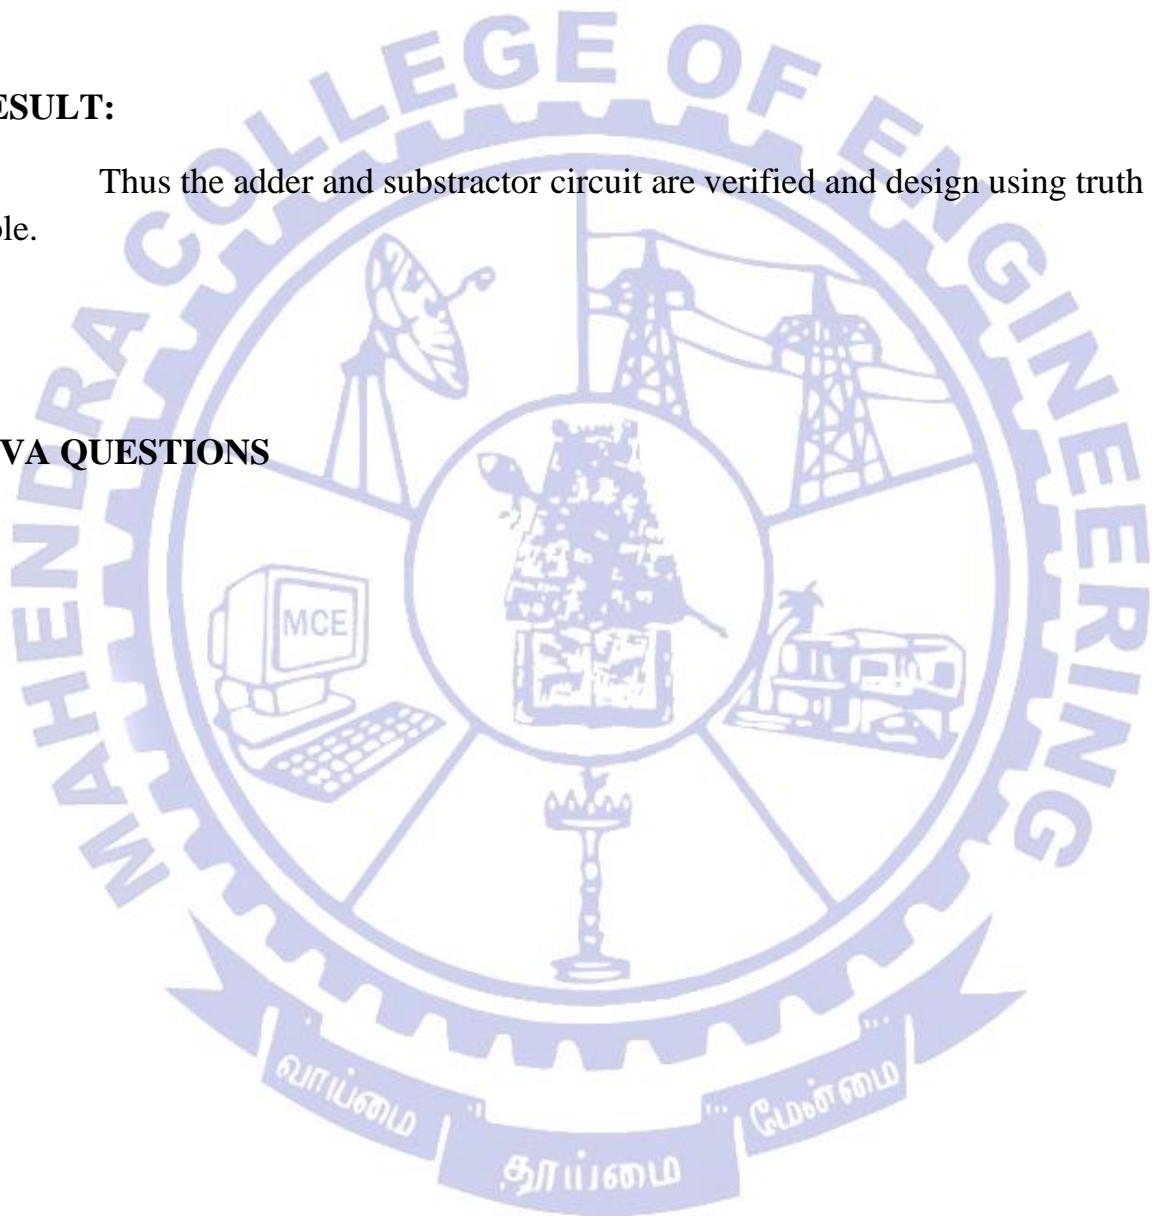 ESULT:
Thus the adder and substractor circuit are verified and design using truth
ble.
VA QUESTIONS
MAHENDRA COLLEGE OF ENGINEERING
MCE
வாய்மை
தூய்மை
மேன்மை